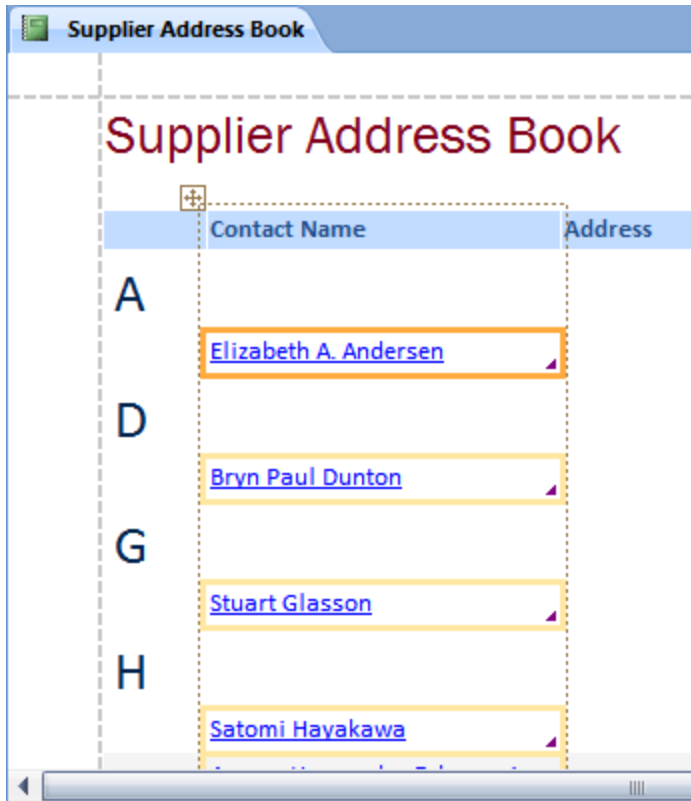 Supplier Address Book
Supplier Address Book
Contact Name Address
A
Elizabeth A. Andersen
D
Bryn Paul Dunton
G
Stuart Glasson
H
Satomi Hayakawa